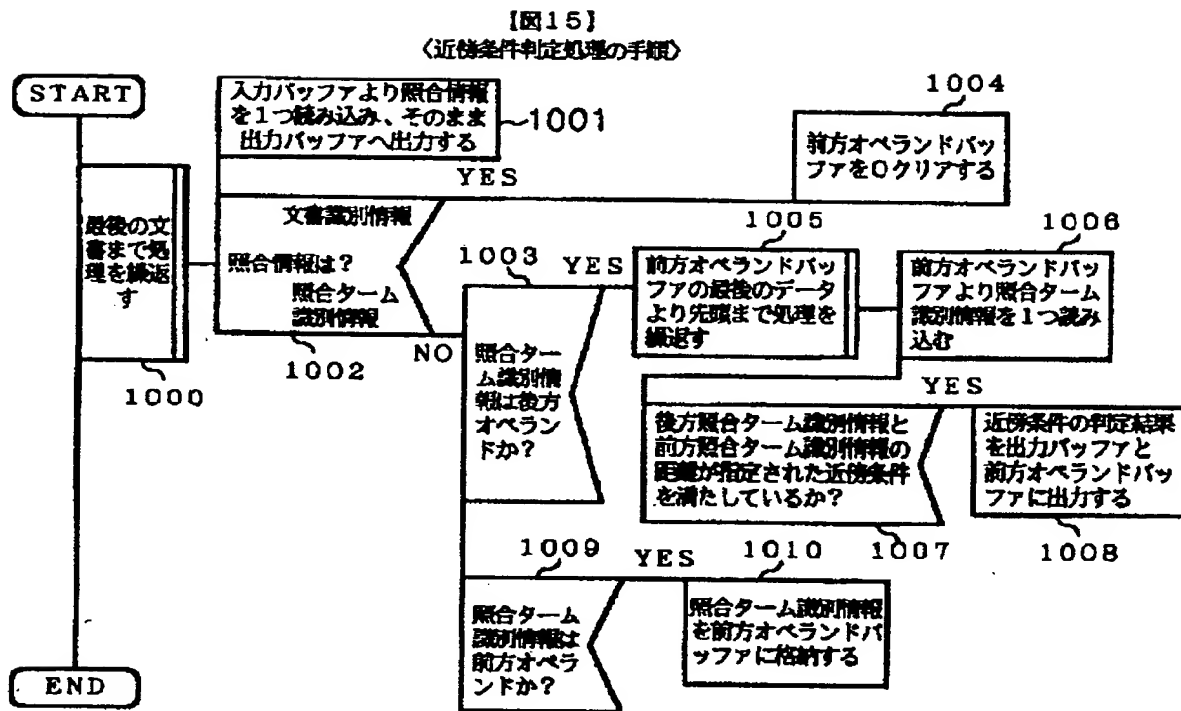 【図15】
〈近傍条件判定処理の手順〉
START
最後の文
書まで処
理を繰返
す
1000
入力バッファより照合情報
を1つ読み込み、そのまま
出力バッファへ出力する
1001
YES
文書識別情報
照合情報は?
照合ターム
識別情報
1002
NO
1004
前方オペランドバッ
ファを0クリアする
1003
YES
照合ター
ム識別情
報は後方
オペラン
ドか?
1005
前方オペランドバッ
ファの最後のデータ
より先頭まで処理を
繰返す
1006
前方オペランドバッ
ファより照合ターム
識別情報を1つ読み
込む
YES
後方照合ターム識別情報と
前方照合ターム識別情報の
距離が指定された近傍条件
を満たしているか?
1007
近傍条件の判定結果
を出力バッファと
前方オペランドバッ
ファに出力する
1008
1009
YES
照合ターム
識別情報は
前方オペラ
ンドか?
1010
照合ターム識別情報
を前方オペランドバ
ッファに格納する
END